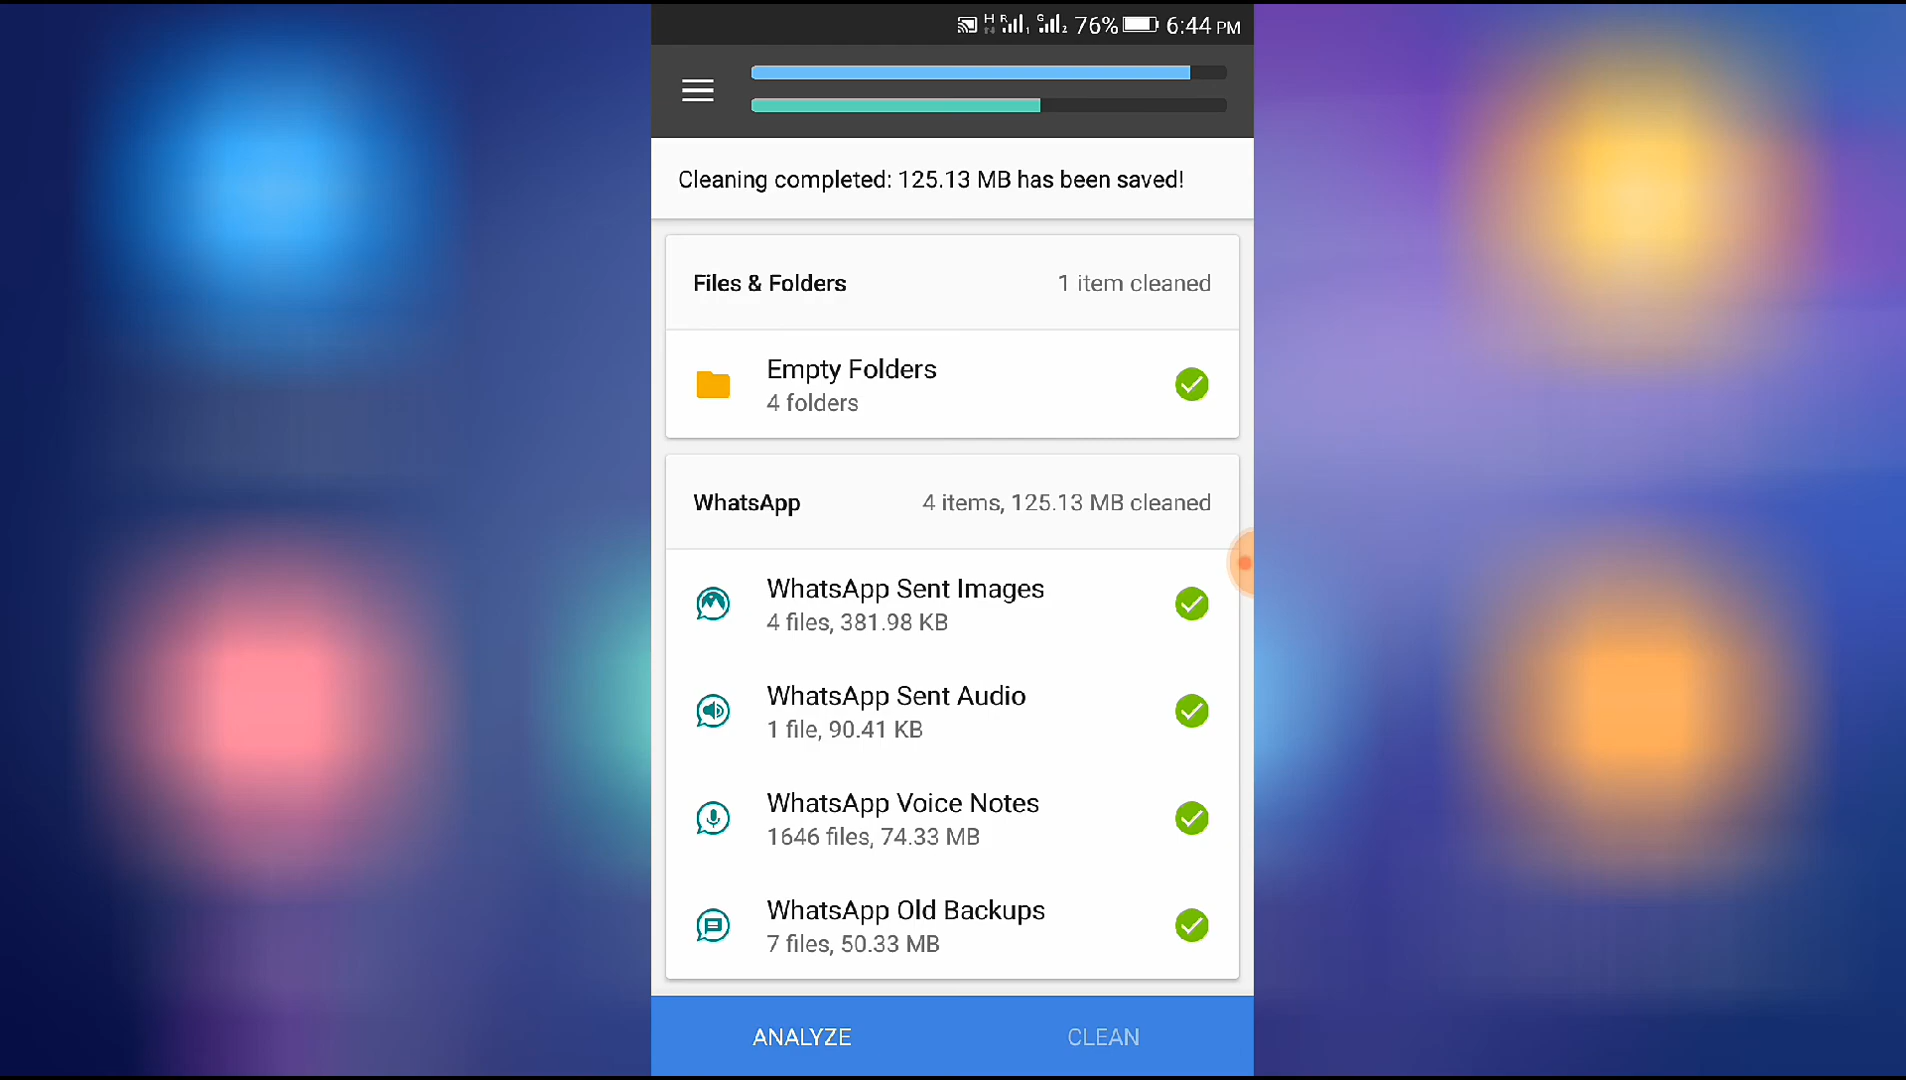 76% 6:44 PM
Cleaning completed: 125.13 MB has been saved!
Files & Folders 1 item cleaned
Empty Folders
4 folders
WhatsApp 4 items, 125.13 MB cleaned
WhatsApp Sent Images
4 files, 381.98 KB
WhatsApp Sent Audio
1 file, 90.41 KB
WhatsApp Voice Notes
1646 files, 74.33 MB
WhatsApp Old Backups
7 files, 50.33 MB
ANALYZE CLEAN